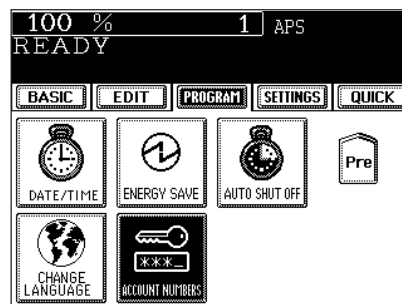 100 % 1 APS
READY
BASIC EDIT PROGRAM SETTINGS QUICK
DATE/TIME ENERGY SAVE AUTO SHUT OFF Pre
CHANGE LANGUAGE
***_
ACCOUNT NUMBERS